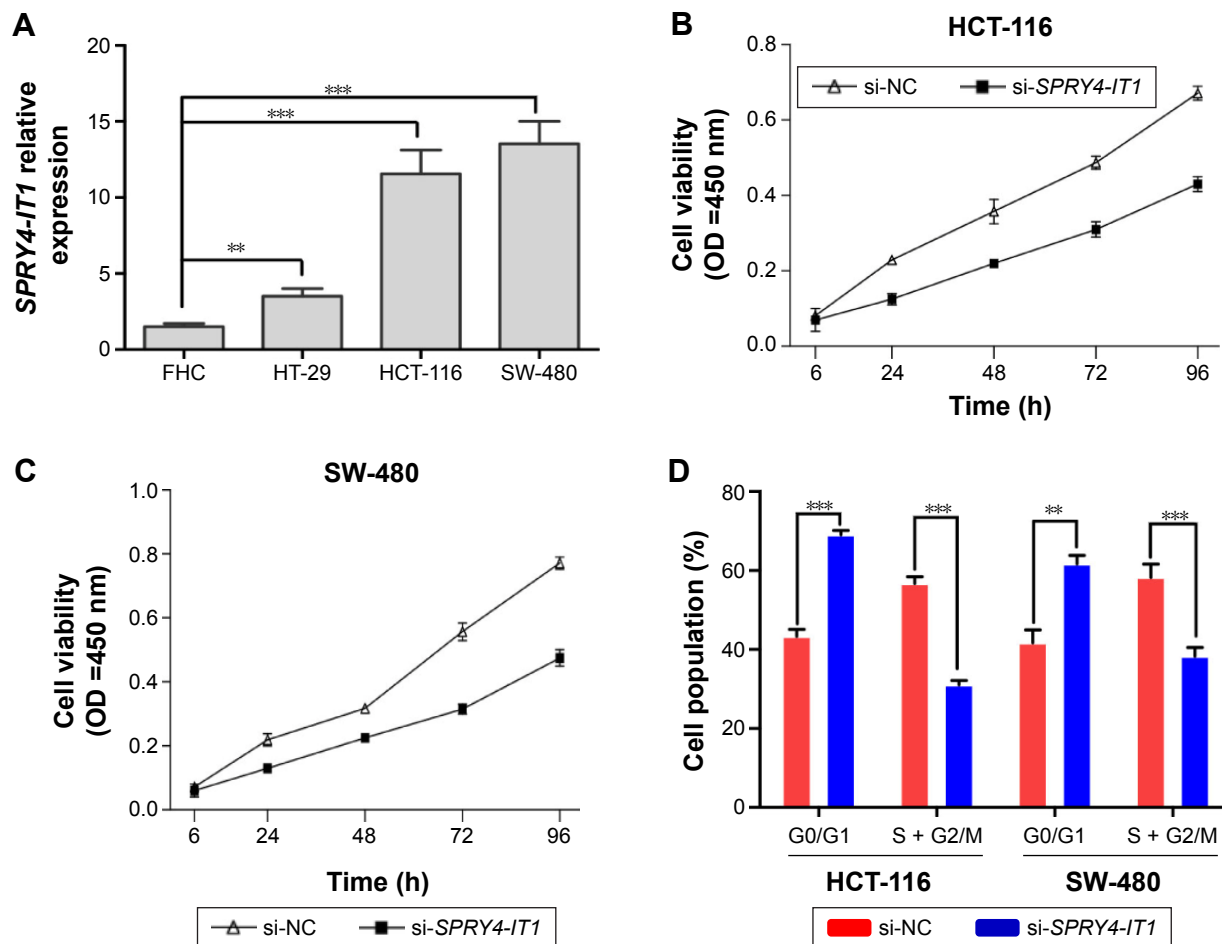 A
SPRY4-IT1 relative
expression
20
15
10
5
0
***
***
**
FHC
HT-29
HCT-116
SW-480
B
HCT-116
si-NC
si-SPRY4-IT1
Cell viability
(OD =450 nm)
0.8
0.6
0.4
0.2
0.0
6
24
48
72
96
Time (h)
C
SW-480
Cell viability
(OD =450 nm)
1.0
0.8
0.6
0.4
0.2
0.0
6
24
48
72
96
Time (h)
si-NC
si-SPRY4-IT1
D
Cell population (%)
80
60
40
20
0
***
***
**
***
G0/G1
S + G2/M
G0/G1
S + G2/M
HCT-116
SW-480
si-NC
si-SPRY4-IT1